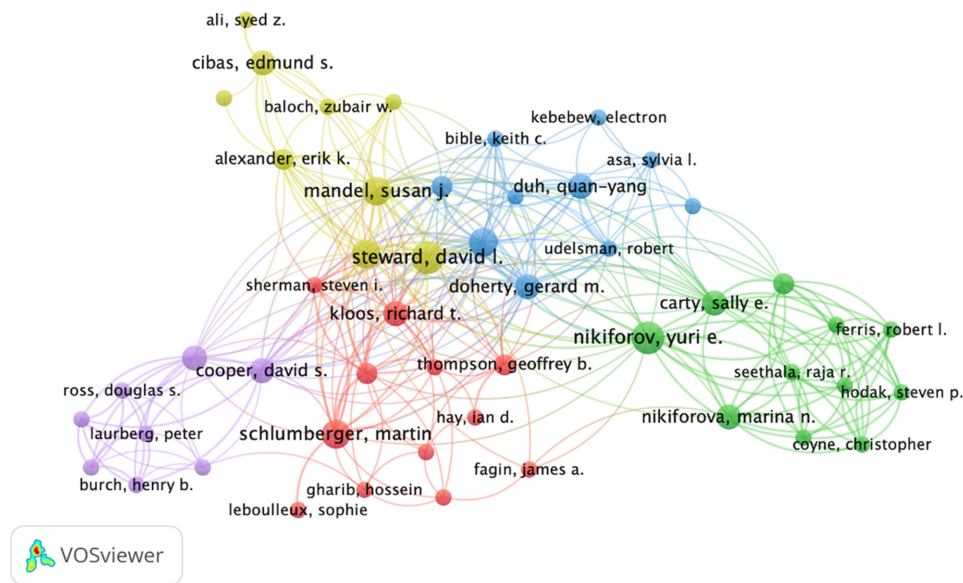 ali, syed z.
cibas, edmund s.
baloch, zubair w.
kebebew, electron
bible, keith c.
alexander, erik k.
asa, sylvia l.
mandel, susan j.
duh, quan-yang
udelsman, robert
steward, david l.
sherman, steven i.
doherty, gerard m.
carty, sally e.
kloos, richard t.
ferris, robert l.
nikiforov, yuri e.
thompson, geoffrey b.
cooper, david s.
seethala, raja r.
ross, douglas s.
hodak, steven p.
hay, ian d.
nikiforova, marina n.
laurberg, peter
schlumberger, martin
coyne, christopher
fagin, james a.
burch, henry b.
gharib, hossein
leboulleux, sophie
VOSviewer